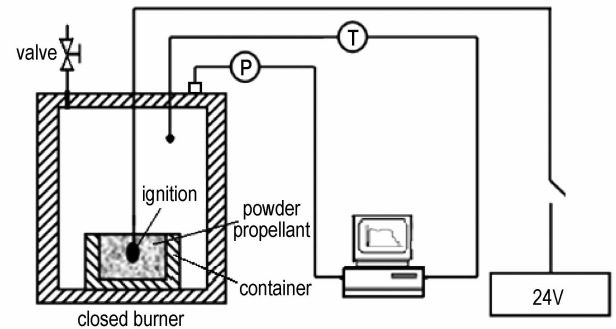 valve
T
P
ignition
powder
propellant
container
closed burner
24V